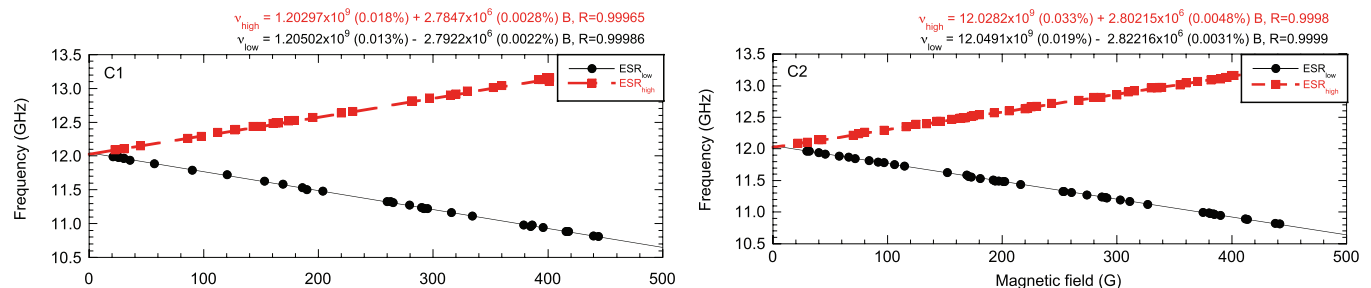 ν_high = 1.20297x10^9 (0.018%) + 2.7847x10^6 (0.0028%) B, R=0.99965
ν_low = 1.20502x10^9 (0.013%) - 2.7922x10^6 (0.0022%) B, R=0.99986
13.5
13.0
12.5
12.0
11.5
11.0
10.5
Frequency (GHz)
C1
ESR_low
ESR_high
0 100 200 300 400 500
ν_high = 12.0282x10^9 (0.033%) + 2.80215x10^6 (0.0048%) B, R=0.9998
ν_low = 12.0491x10^9 (0.019%) - 2.82216x10^6 (0.0031%) B, R=0.9999
13.5
13.0
12.5
12.0
11.5
11.0
10.5
Frequency (GHz)
C2
ESR_low
ESR_high
0 100 200 300 400 500
Magnetic field (G)